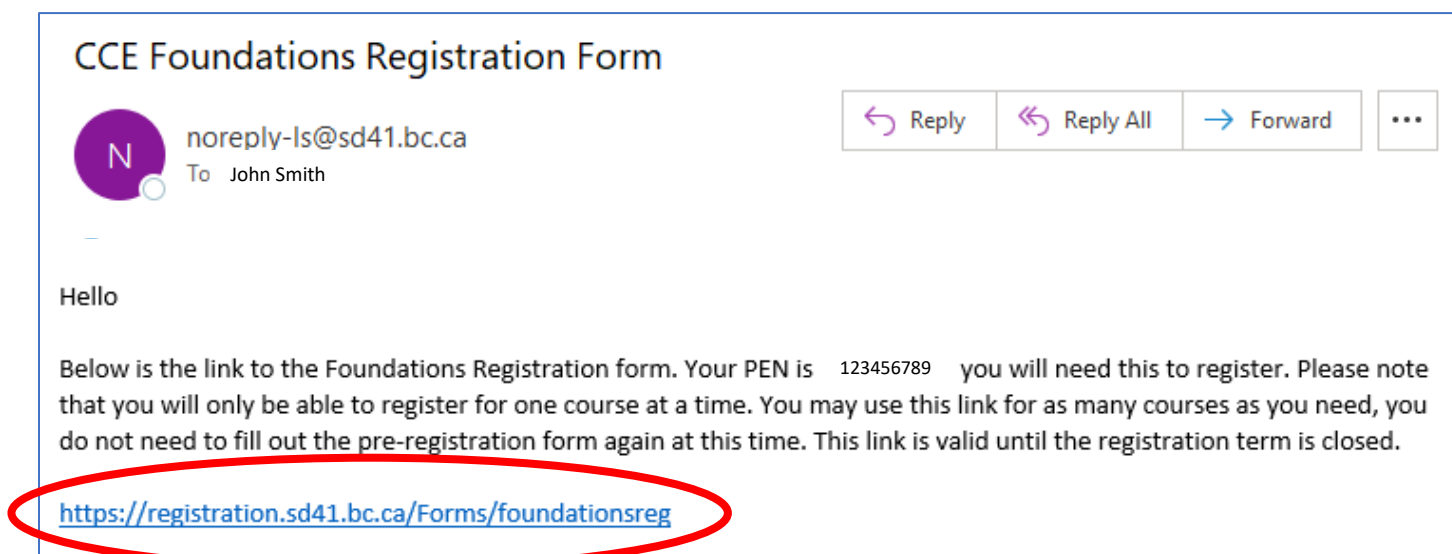 CCE Foundations Registration Form
N
noreply-ls@sd41.bc.ca
Reply
Reply All
Forward
To John Smith
Hello
Below is the link to the Foundations Registration form. Your PEN is 123456789 you will need this to register. Please note
that you will only be able to register for one course at a time. You may use this link for as many courses as you need, you
do not need to fill out the pre-registration form again at this time. This link is valid until the registration term is closed.
https://registration.sd41.bc.ca/Forms/foundationsreg